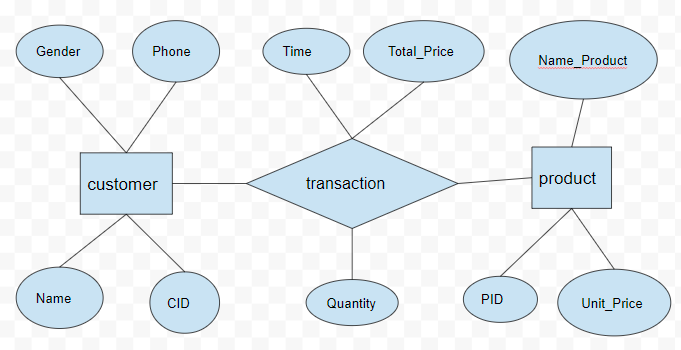 Gender
Phone
Time
Total_Price
Name_Product
customer
transaction
product
Name
CID
Quantity
PID
Unit_Price